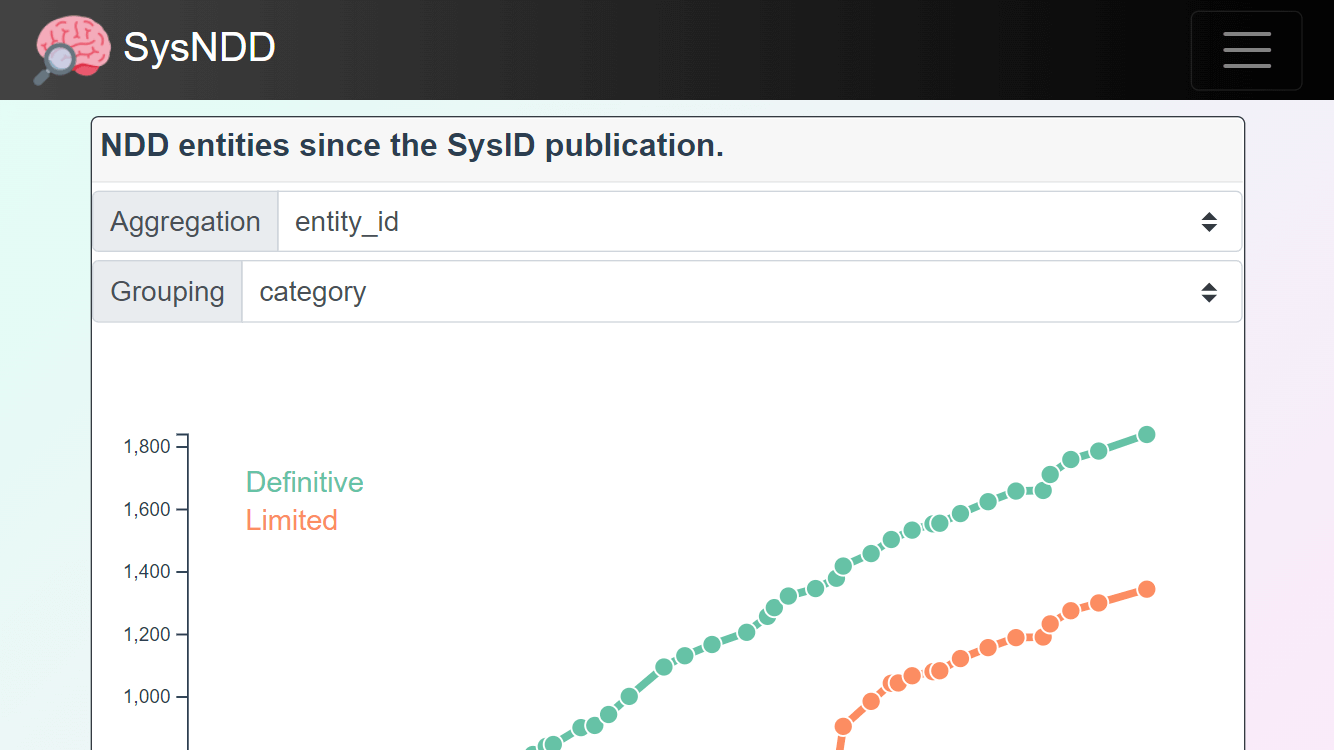 SysNDD
NDD entities since the SysID publication.
Aggregation entity_id
Grouping category
1,800
Definitive
1,600
Limited
1,400
1,200
1,000